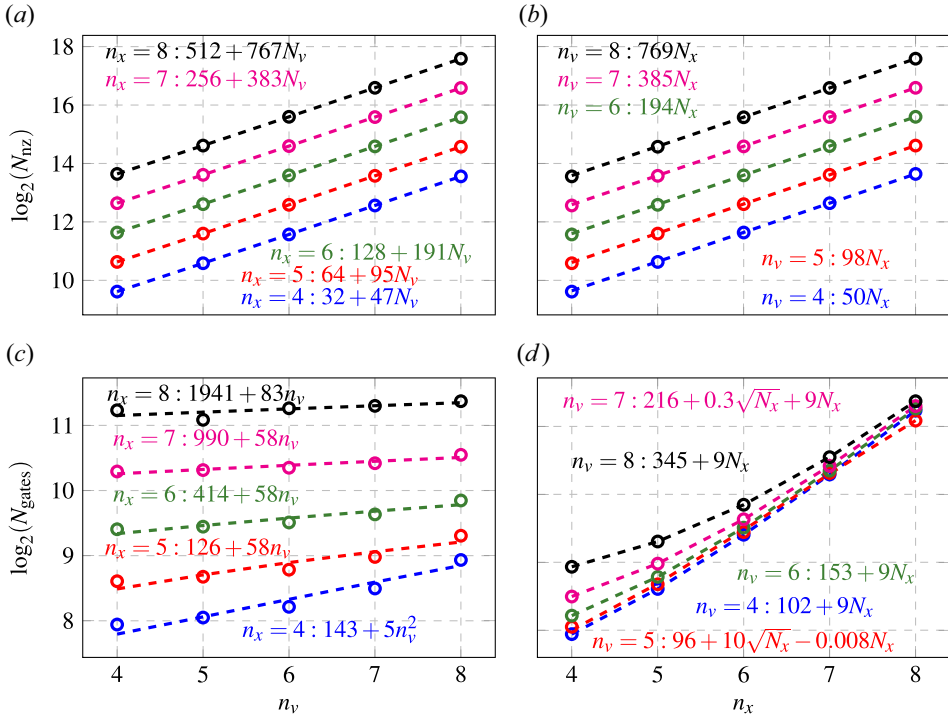 (a)
(b)
18
16
14
12
10
log₂(N_nz)
n_x = 8 : 512 + 767N_v
n_x = 7 : 256 + 383N_v
n_x = 6 : 128 + 191N_v
n_x = 5 : 64 + 95N_v
n_x = 4 : 32 + 47N_v
n_v = 8 : 769N_x
n_v = 7 : 385N_x
n_v = 6 : 194N_x
n_v = 5 : 98N_x
n_v = 4 : 50N_x
(c)
(d)
11
10
9
8
log₂(N_gates)
n_x = 8 : 1941 + 83n_v
n_x = 7 : 990 + 58n_v
n_x = 6 : 414 + 58n_v
n_x = 5 : 126 + 58n_v
n_x = 4 : 143 + 5n_v²
4 5 6 7 8
n_v
n_v = 7 : 216 + 0.3√N_x + 9N_x
n_v = 8 : 345 + 9N_x
n_v = 6 : 153 + 9N_x
n_v = 4 : 102 + 9N_x
n_v = 5 : 96 + 10√N_x − 0.008N_x
4 5 6 7 8
n_x